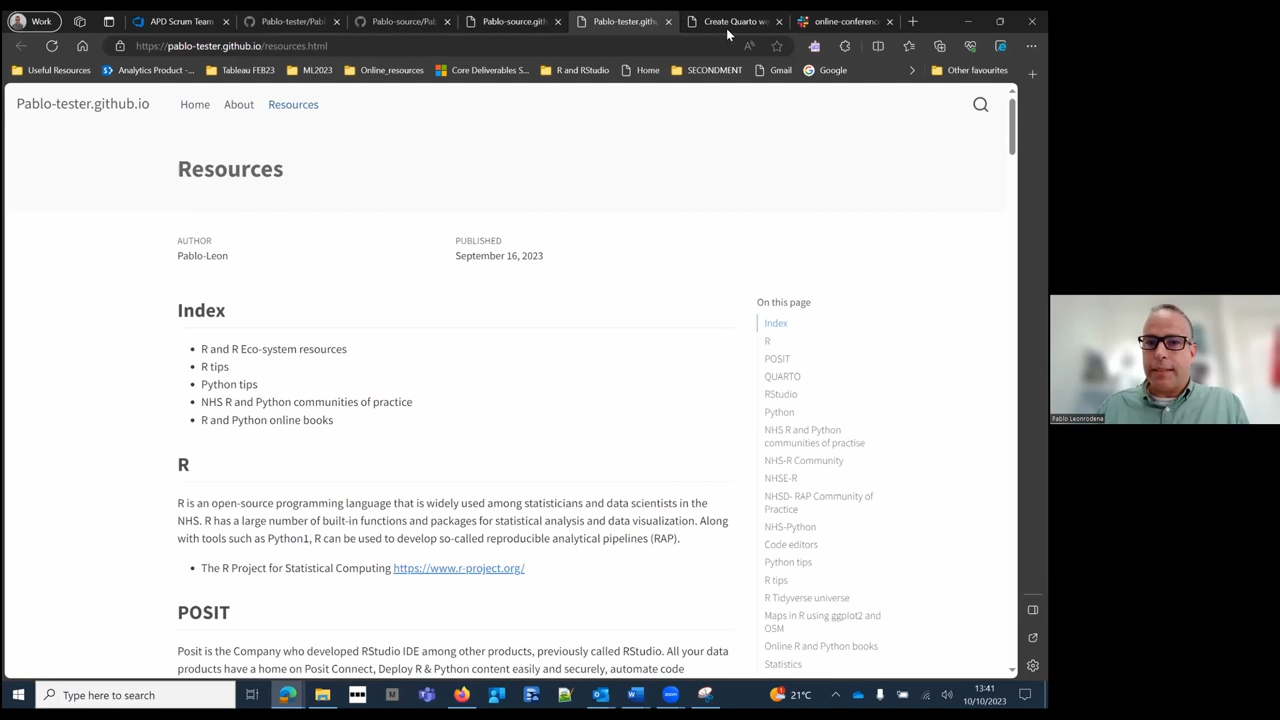 Work
APD Scrum Team
Pablo-tester/Pabl
Pablo-source/Pab
Pablo-source.gith
Pablo-tester.githu
Create Quarto we
online-conference
https://pablo-tester.github.io/resources.html
Useful Resources
Analytics Product -...
Tableau FEB23
ML2023
Online_resources
Core Deliverables S...
R and RStudio
Home
SECONDMENT
Gmail
Google
Other favourites
Pablo-tester.github.io
Home
About
Resources
Resources
AUTHOR
PUBLISHED
Pablo-Leon
September 16, 2023
Index
R and R Eco-system resources
R tips
Python tips
NHS R and Python communities of practice
R and Python online books
R
R is an open-source programming language that is widely used among statisticians and data scientists in the
NHS. R has a large number of built-in functions and packages for statistical analysis and data visualization. Along
with tools such as Python1, R can be used to develop so-called reproducible analytical pipelines (RAP).
The R Project for Statistical Computing https://www.r-project.org/
POSIT
Posit is the Company who developed RStudio IDE among other products, previously called RStudio. All your data
products have a home on Posit Connect, Deploy R & Python content easily and securely, automate code
On this page
Index
R
POSIT
QUARTO
RStudio
Python
NHS R and Python
communities of practise
NHS-R Community
NHSE-R
NHSD- RAP Community of
Practice
NHS-Python
Code editors
Python tips
R tips
R Tidyverse universe
Maps in R using ggplot2 and
OSM
Online R and Python books
Statistics
Pablo Leonrodena
Type here to search
21°C
13:41
10/10/2023